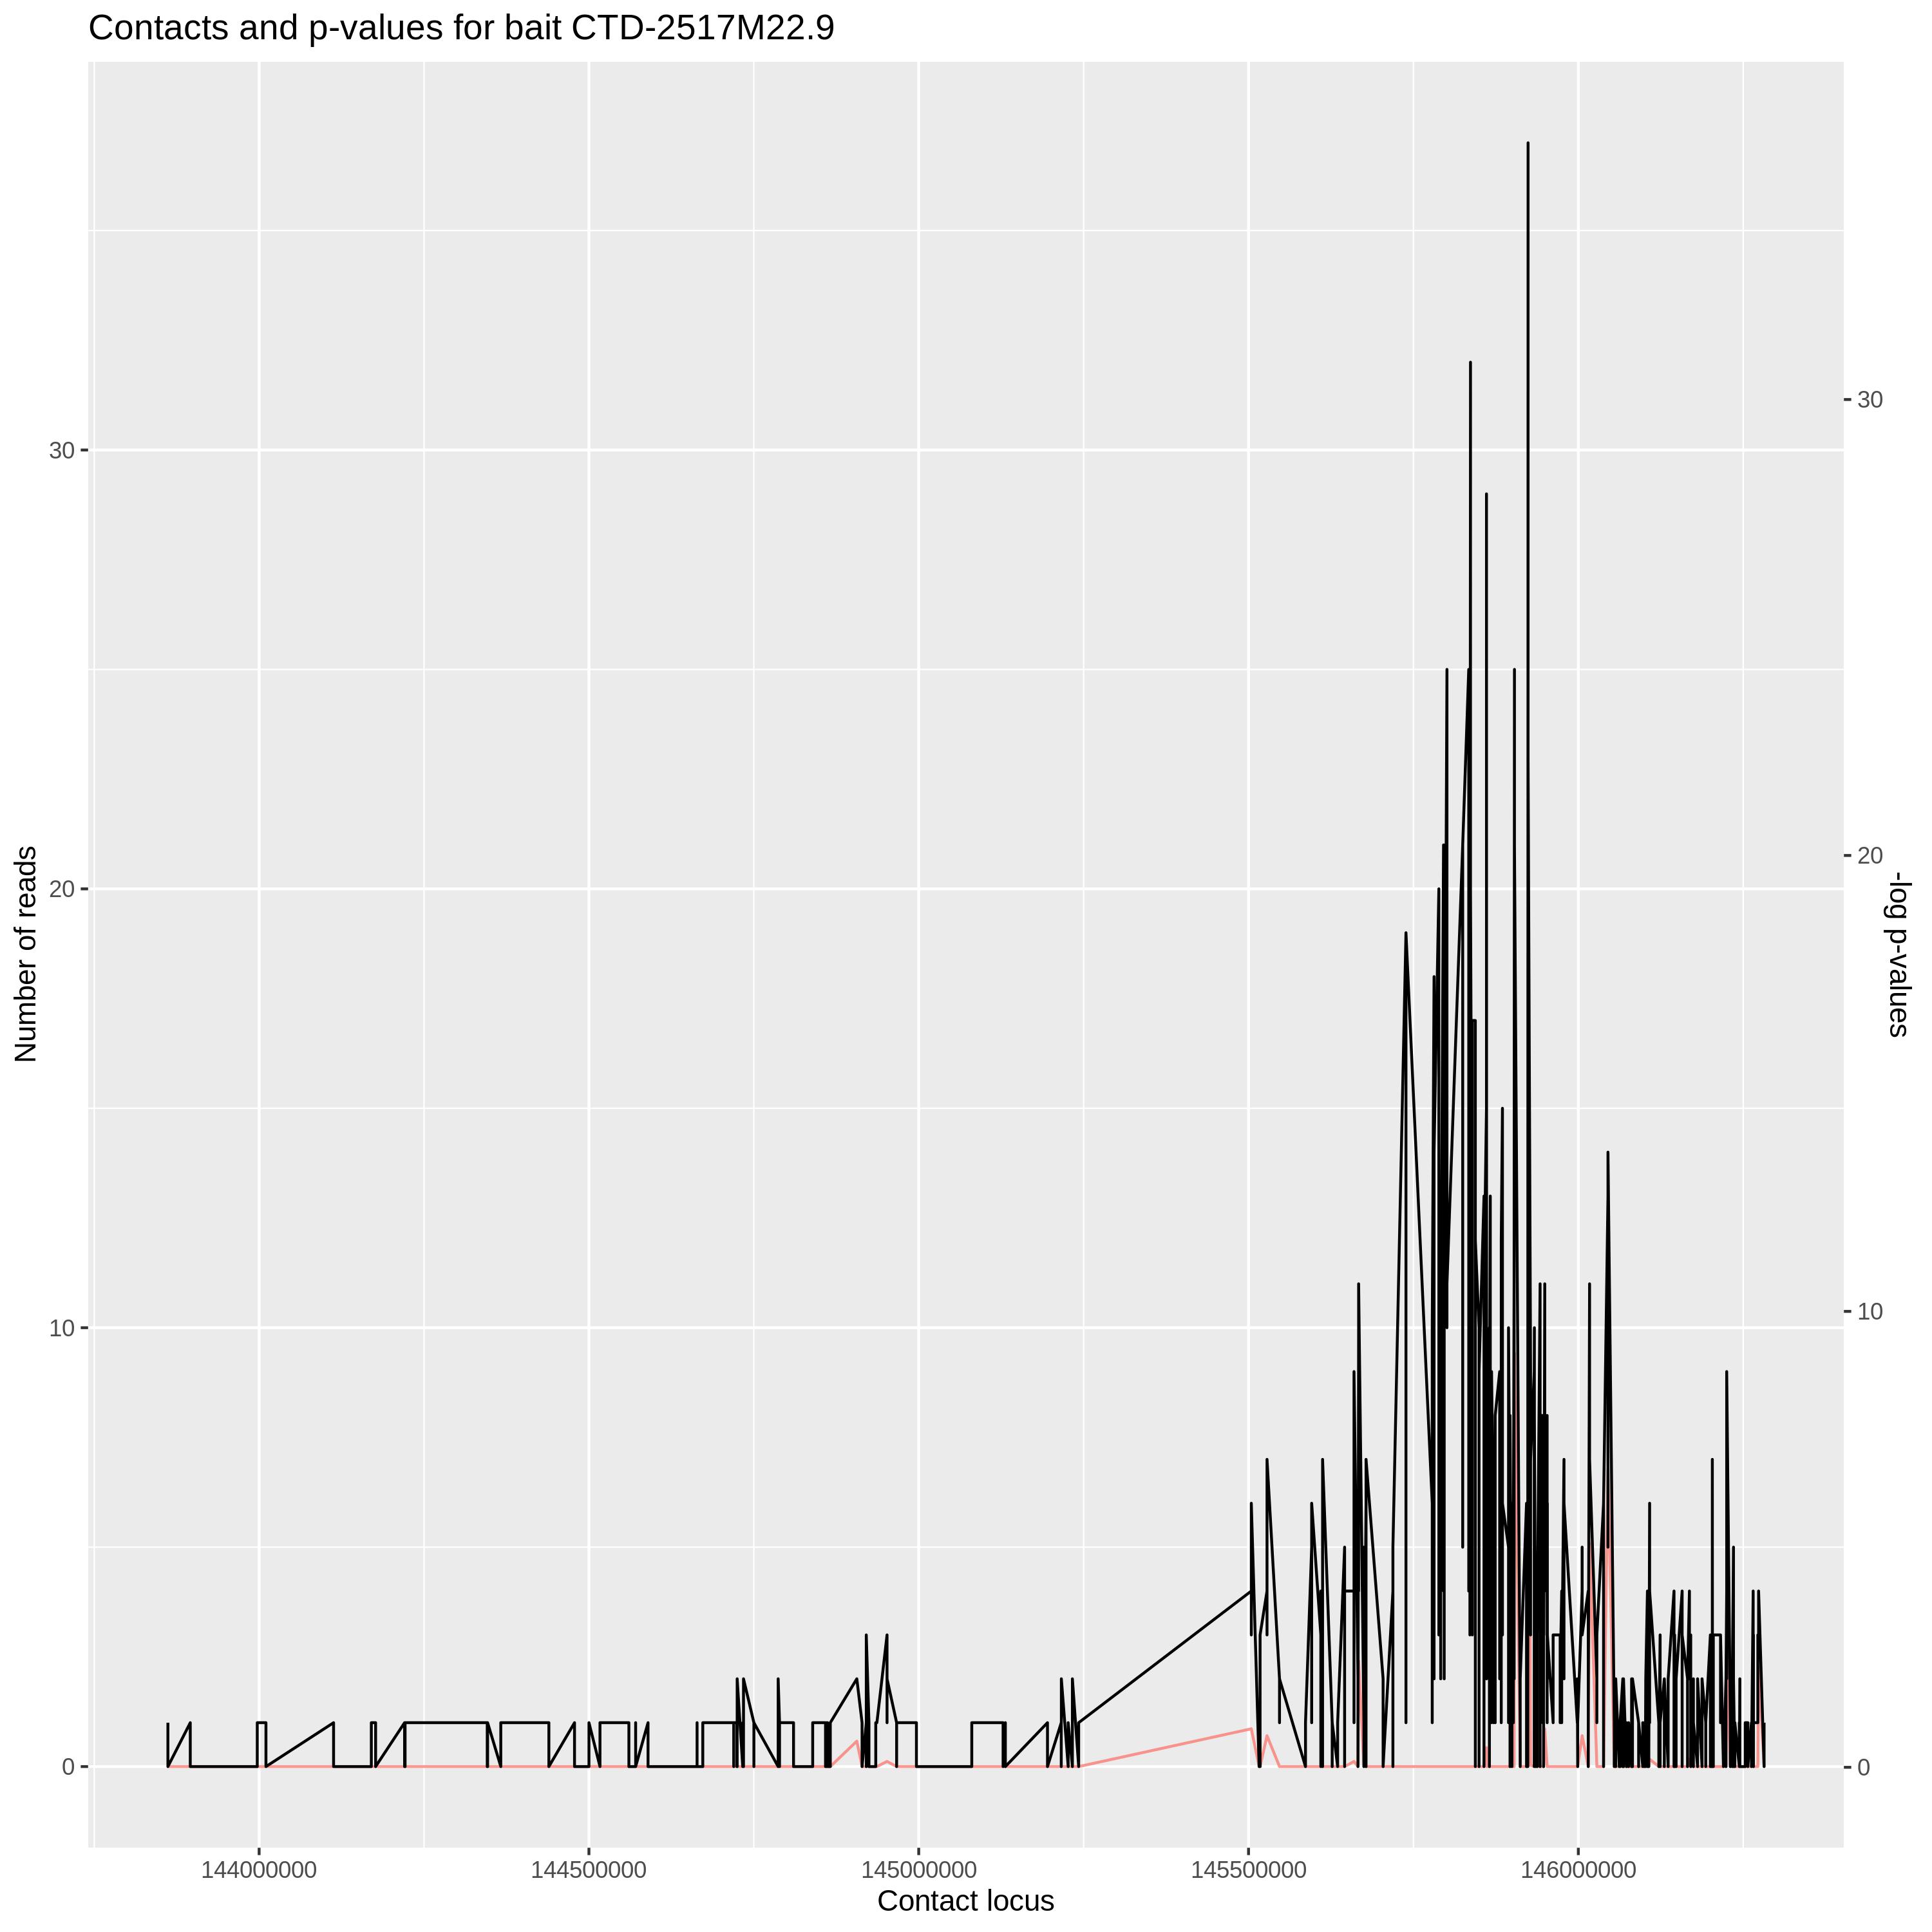 Contacts and p-values for bait CTD-2517M22.9
30
20
10
0
Number of reads
30
20
10
0
-log p-values
144000000 144500000 145000000 145500000 146000000
Contact locus